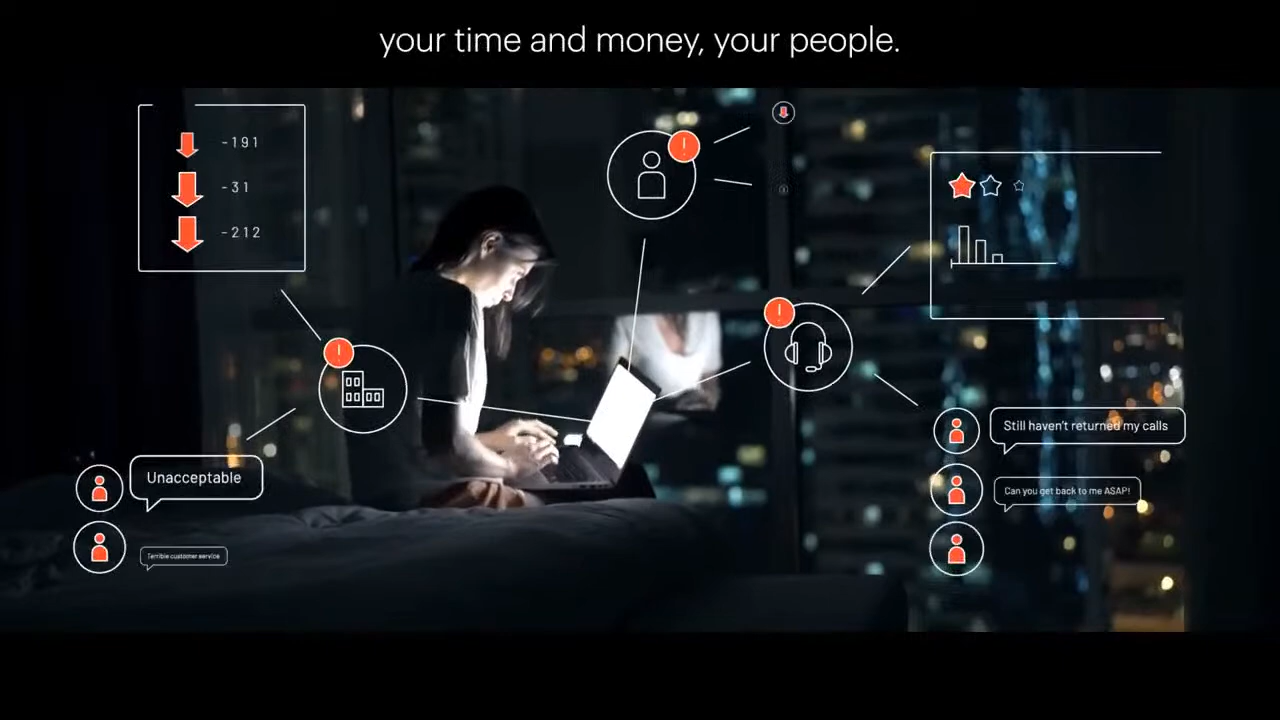 your time and money, your people.
-191
-31
-212
Unacceptable
Terrible customer service
Still haven't returned my calls
Can you get back to me ASAP!